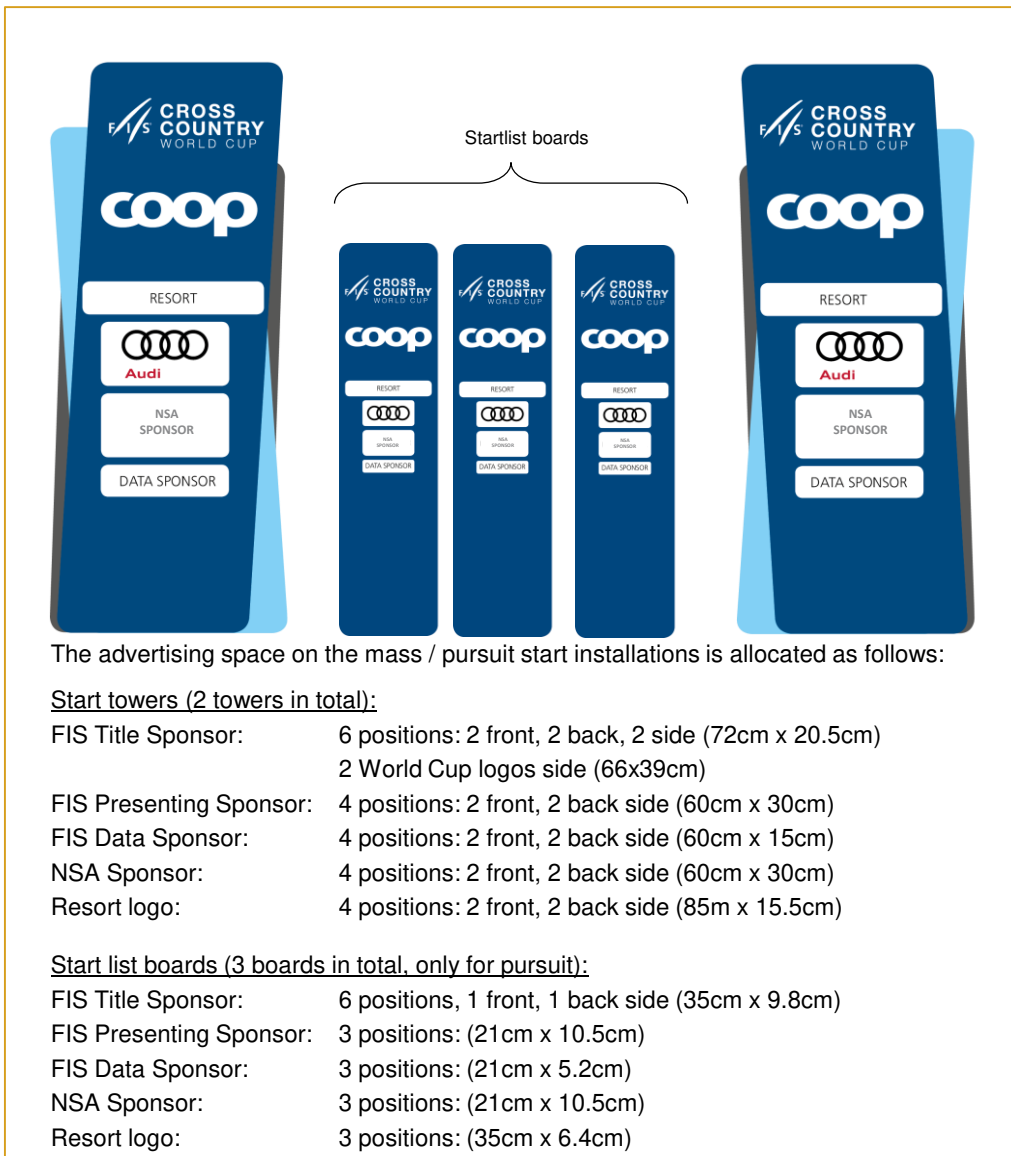 FIS CROSS
COUNTRY
WORLD CUP
coop
RESORT
Audi
NSA
SPONSOR
DATA SPONSOR
Startlist boards
FIS CROSS
COUNTRY
WORLD CUP
coop
RESORT
NSA
SPONSOR
DATA SPONSOR
FIS CROSS
COUNTRY
WORLD CUP
coop
RESORT
NSA
SPONSOR
DATA SPONSOR
FIS CROSS
COUNTRY
WORLD CUP
coop
RESORT
NSA
SPONSOR
DATA SPONSOR
FIS CROSS
COUNTRY
WORLD CUP
coop
RESORT
Audi
NSA
SPONSOR
DATA SPONSOR
The advertising space on the mass / pursuit start installations is allocated as follows:
Start towers (2 towers in total):
FIS Title Sponsor: 6 positions: 2 front, 2 back, 2 side (72cm x 20.5cm)
2 World Cup logos side (66x39cm)
FIS Presenting Sponsor: 4 positions: 2 front, 2 back side (60cm x 30cm)
FIS Data Sponsor: 4 positions: 2 front, 2 back side (60cm x 15cm)
NSA Sponsor: 4 positions: 2 front, 2 back side (60cm x 30cm)
Resort logo: 4 positions: 2 front, 2 back side (85m x 15.5cm)
Start list boards (3 boards in total, only for pursuit):
FIS Title Sponsor: 6 positions, 1 front, 1 back side (35cm x 9.8cm)
FIS Presenting Sponsor: 3 positions: (21cm x 10.5cm)
FIS Data Sponsor: 3 positions: (21cm x 5.2cm)
NSA Sponsor: 3 positions: (21cm x 10.5cm)
Resort logo: 3 positions: (35cm x 6.4cm)